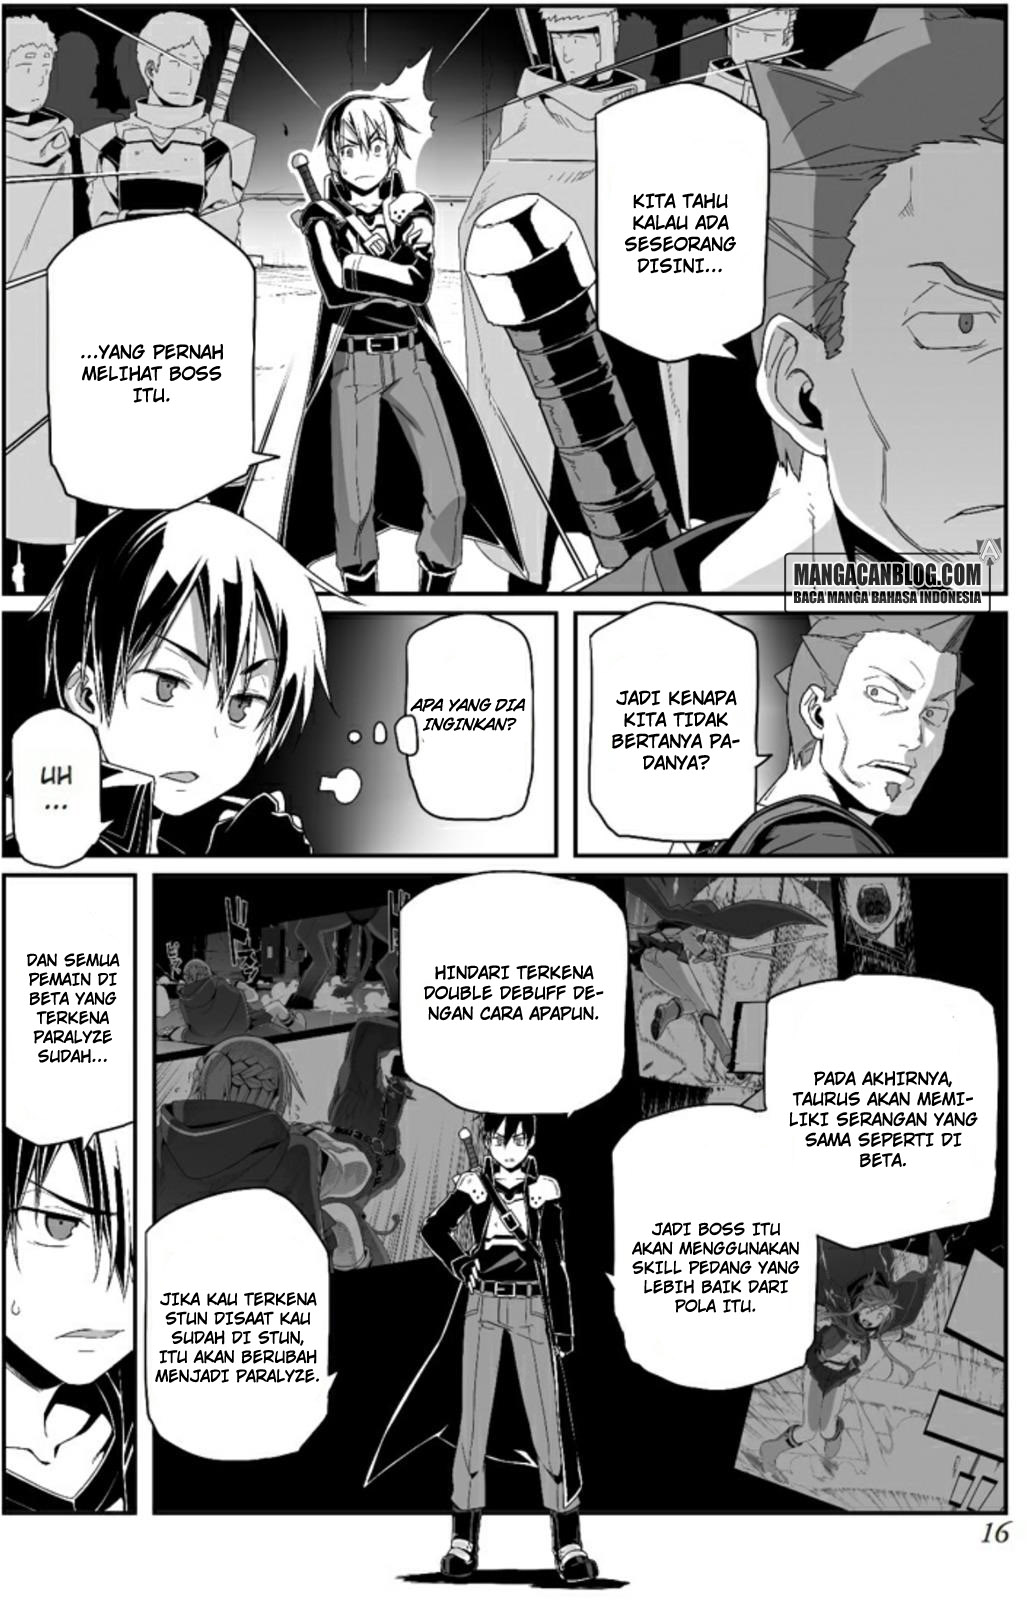 KITA TAHU
KALAU ADA
SESEORANG
DISINI...
...YANG PERNAH
MELIHAT BOSS
ITU.
MANGACANBLOG.COM
BACA MANGA BAHASA INDONESIA
JADI KENAPA
KITA TIDAK
BERTANYA PA-
DANYA?
APA YANG DIA
INGINKAN?
UH
...
PADA AKHIRNYA,
TAURUS AKAN MEMI-
LIKI SERANGAN YANG
SAMA SEPERTI DI
BETA.
JADI BOSS ITU
AKAN MENGGUNAKAN
SKILL PEDANG YANG
LEBIH BAIK DARI
POLA ITU.
HINDARI TERKENA
DOUBLE DEBUFF DE-
NGAN CARA APAPUN.
JIKA KAU TERKENA
STUN DISAAT KAU
SUDAH DI STUN,
ITU AKAN BERUBAH
MENJADI PARALYZE.
DAN SEMUA
PEMAIN DI
BETA YANG
TERKENA
PARALYZE
SUDAH...
16